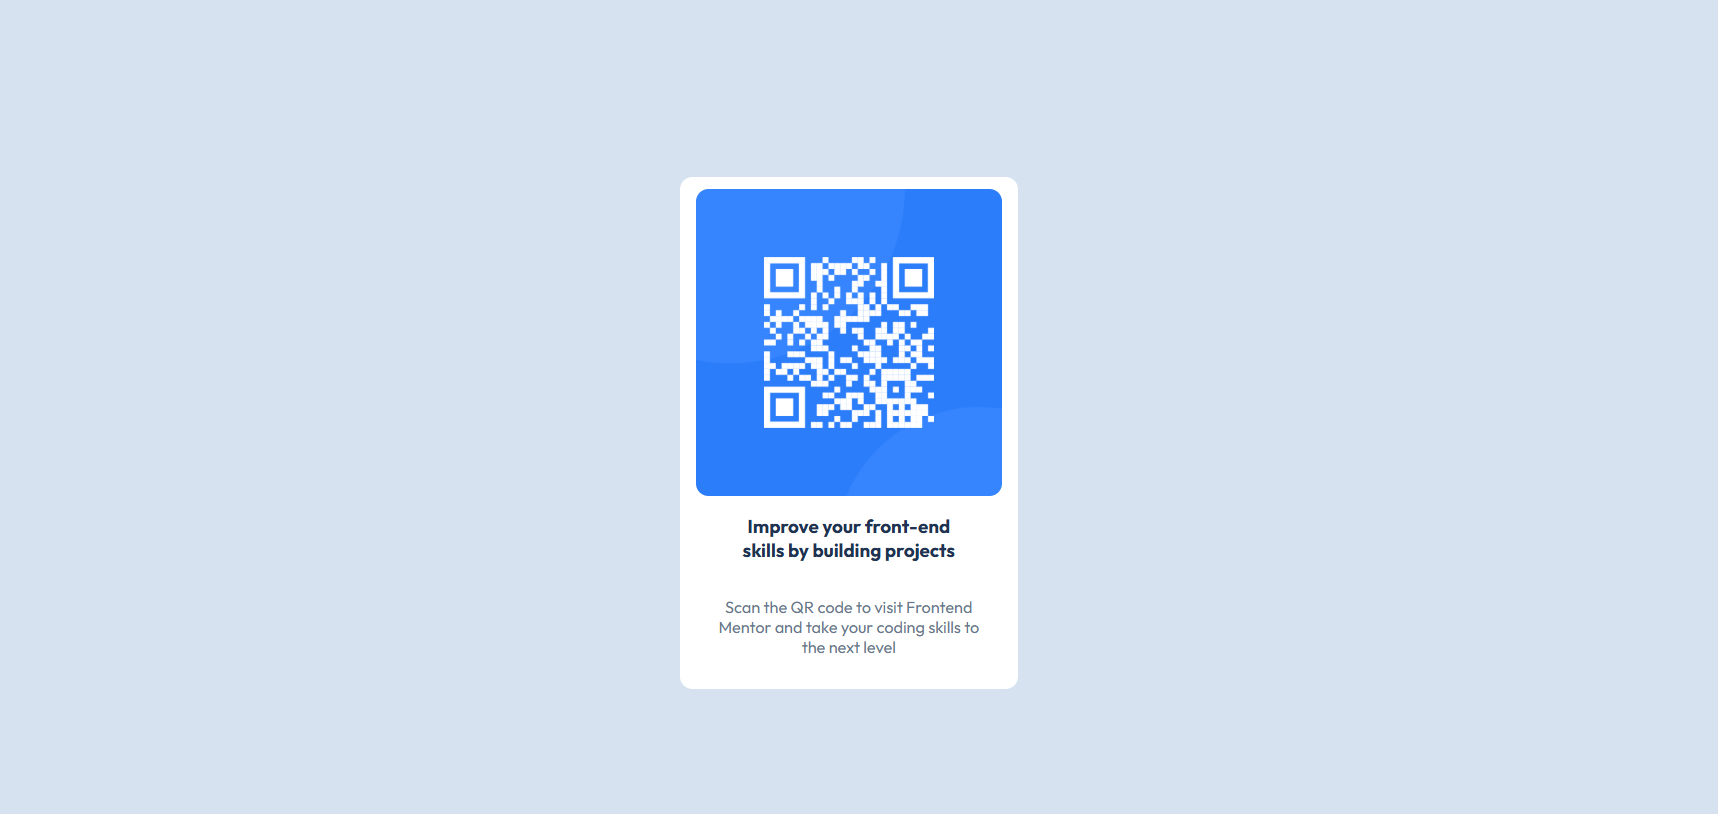 Improve your front-end
skills by building projects
Scan the QR code to visit Frontend
Mentor and take your coding skills to
the next level